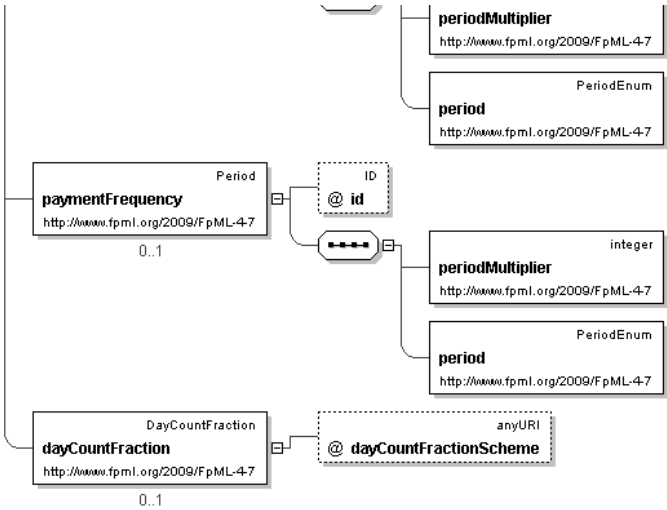 periodMultiplier
http://www.fpml.org/2009/FpML-4-7
PeriodEnum
period
http://www.fpml.org/2009/FpML-4-7
Period
paymentFrequency
http://www.fpml.org/2009/FpML-4-7
0..1
ID
@ id
integer
periodMultiplier
http://www.fpml.org/2009/FpML-4-7
PeriodEnum
period
http://www.fpml.org/2009/FpML-4-7
DayCountFraction
dayCountFraction
http://www.fpml.org/2009/FpML-4-7
0..1
anyURI
@ dayCountFractionScheme